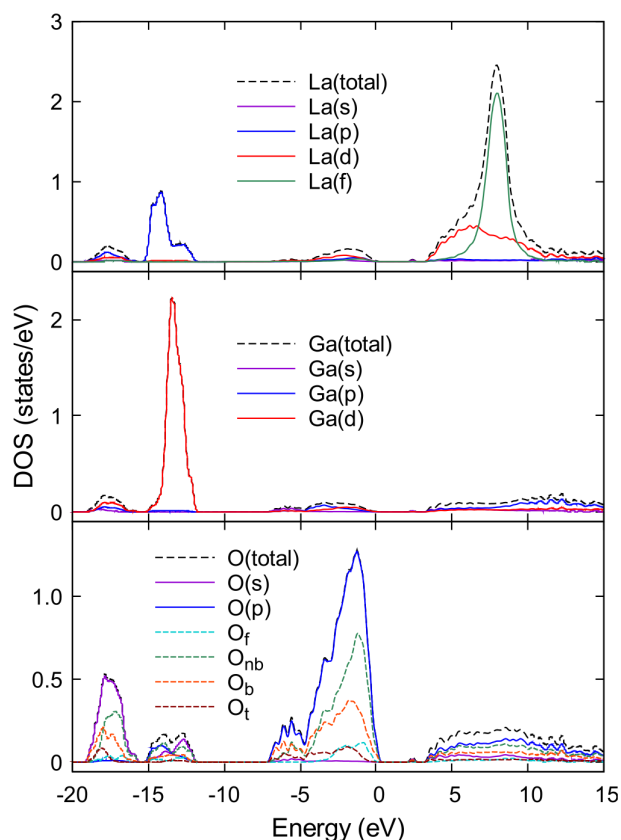 3
La(total)
La(s)
2
La(p)
La(d)
La(f)
1
0
2
Ga(total)
Ga(s)
Ga(p)
Ga(d)
1
DOS (states/eV)
0
O(total)
O(s)
1.0
O(p)
Of
Onb
0.5
Ob
Ot
0
-20 -15 -10 -5 0 5 10 15
Energy (eV)